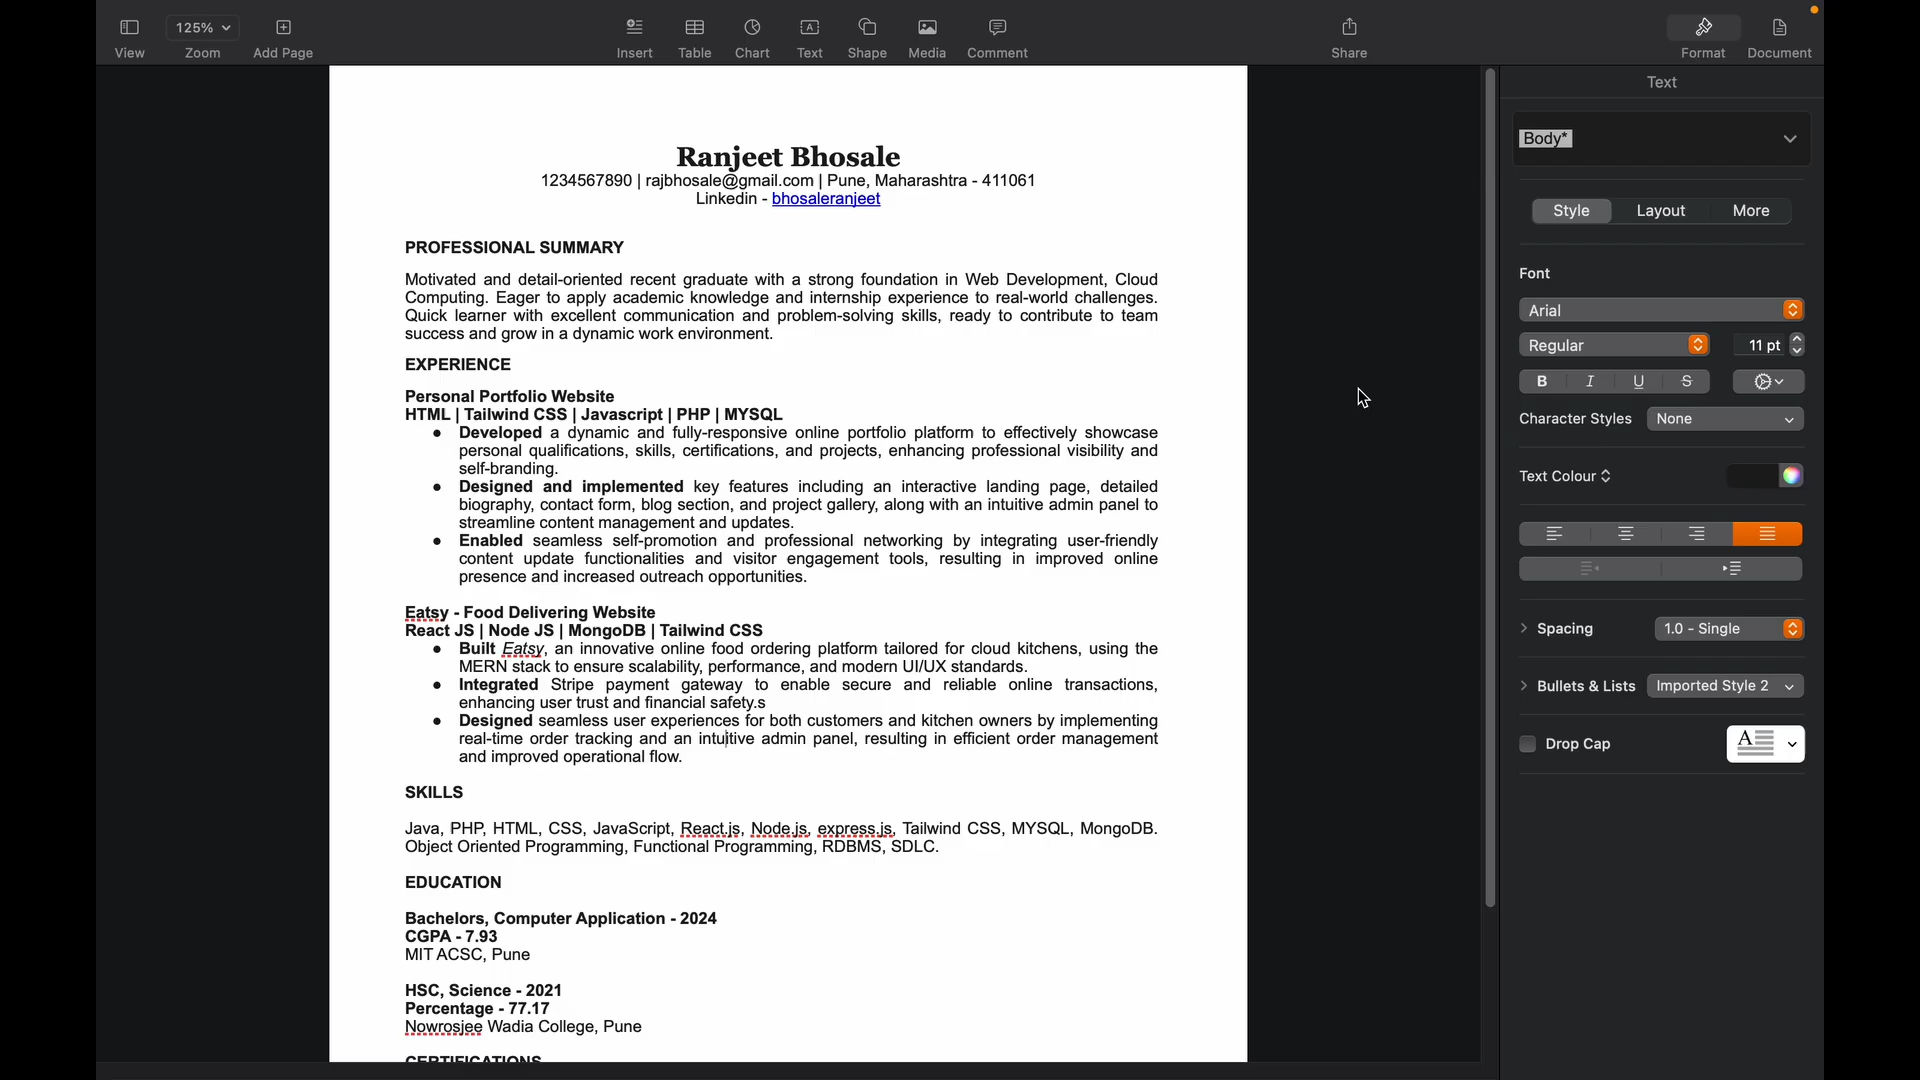 125%
View
Zoom
Add Page
Insert
Table
Chart
Text
Shape
Media
Comment
Share
Format
Document
Ranjeet Bhosale
1234567890 | rajbhosale@gmail.com | Pune, Maharashtra - 411061
Linkedin - bhosaleranjeet
PROFESSIONAL SUMMARY
Motivated and detail-oriented recent graduate with a strong foundation in Web Development, Cloud
Computing. Eager to apply academic knowledge and internship experience to real-world challenges.
Quick learner with excellent communication and problem-solving skills, ready to contribute to team
success and grow in a dynamic work environment.
EXPERIENCE
Personal Portfolio Website
HTML | Tailwind CSS | Javascript | PHP | MYSQL
● Developed a dynamic and fully-responsive online portfolio platform to effectively showcase
personal qualifications, skills, certifications, and projects, enhancing professional visibility and
self-branding.
● Designed and implemented key features including an interactive landing page, detailed
biography, contact form, blog section, and project gallery, along with an intuitive admin panel to
streamline content management and updates.
● Enabled seamless self-promotion and professional networking by integrating user-friendly
content update functionalities and visitor engagement tools, resulting in improved online
presence and increased outreach opportunities.
Eatsy - Food Delivering Website
React JS | Node JS | MongoDB | Tailwind CSS
● Built Eatsy, an innovative online food ordering platform tailored for cloud kitchens, using the
MERN stack to ensure scalability, performance, and modern UI/UX standards.
● Integrated Stripe payment gateway to enable secure and reliable online transactions,
enhancing user trust and financial safety.s
● Designed seamless user experiences for both customers and kitchen owners by implementing
real-time order tracking and an intuitive admin panel, resulting in efficient order management
and improved operational flow.
SKILLS
Java, PHP, HTML, CSS, JavaScript, React.js, Node.js, express.js, Tailwind CSS, MYSQL, MongoDB.
Object Oriented Programming, Functional Programming, RDBMS, SDLC.
EDUCATION
Bachelors, Computer Application - 2024
CGPA - 7.93
MIT ACSC, Pune
HSC, Science - 2021
Percentage - 77.17
Nowrosjee Wadia College, Pune
CERTIFICATIONS
Text
Body*
Style
Layout
More
Font
Arial
Regular
11 pt
B I U S
Character Styles
None
Text Colour
Spacing
1.0 - Single
Bullets & Lists
Imported Style 2
Drop Cap
A